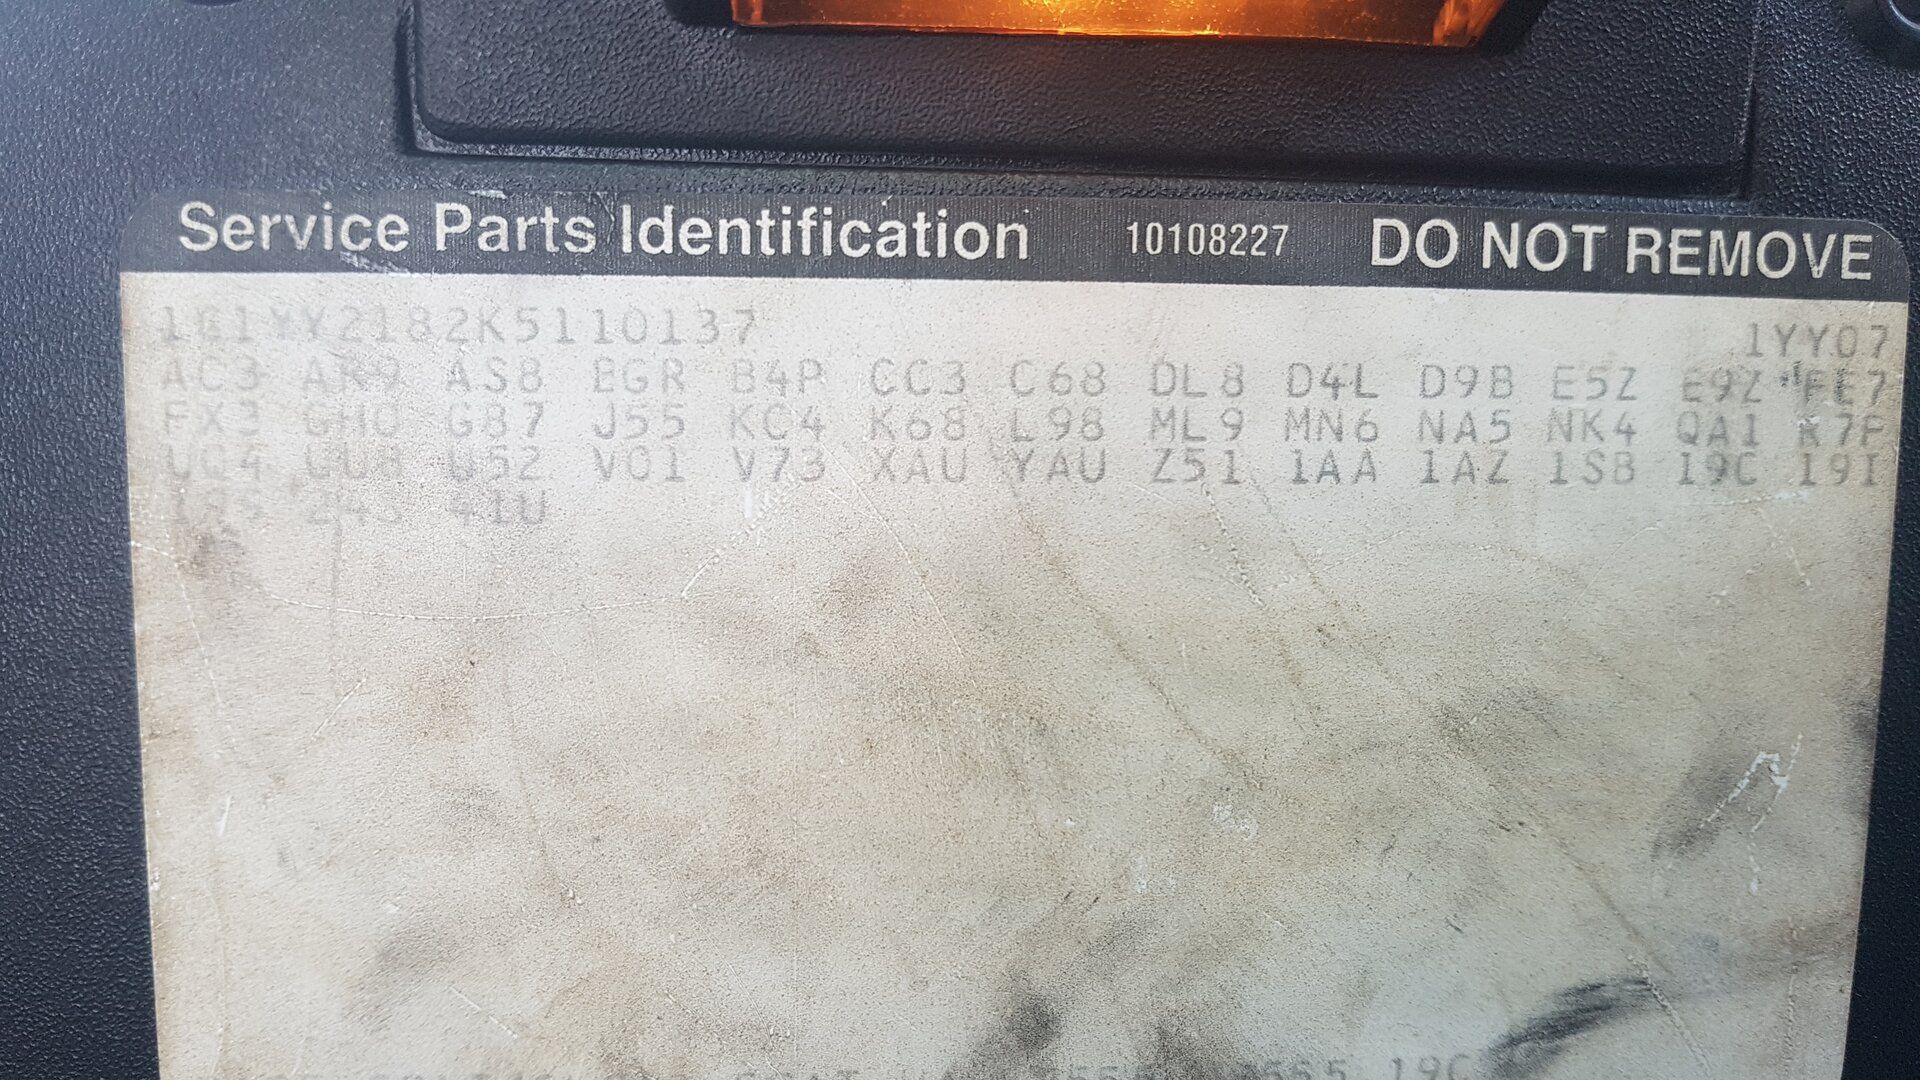 Service Parts Identification 10108227 DO NOT REMOVE
1G1YY2182K5110137 1YY07
AC3 AR9 AS8 BGR B4P CC3 C68 DL8 D4L D9B E5Z E9Z FE7
FX3 GH0 G87 J55 KC4 K68 L98 ML9 MN6 NA5 NK4 QA1 R7F
UQ4 UU8 U52 V01 V73 XAU YAU Z51 1AA 1AZ 1SB 19C 19I
41U
19C